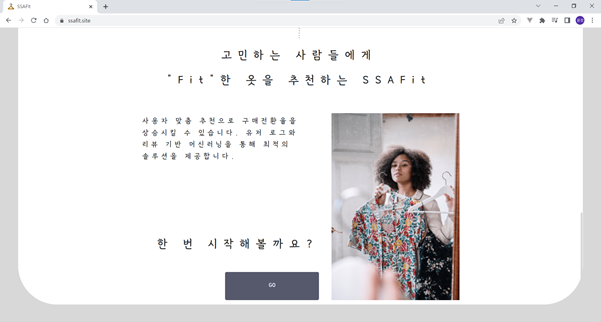 SSAFit
ssafit.site
고민하는 사람들에게
"Fit"한 옷을 추천하는 SSAFit
사용자 맞춤 추천으로 구매전환율을
상승시킬 수 있습니다. 유저 로그와
리뷰 기반 머신러닝을 통해 최적의
솔루션을 제공합니다.
한 번 시작해볼까요?
GO